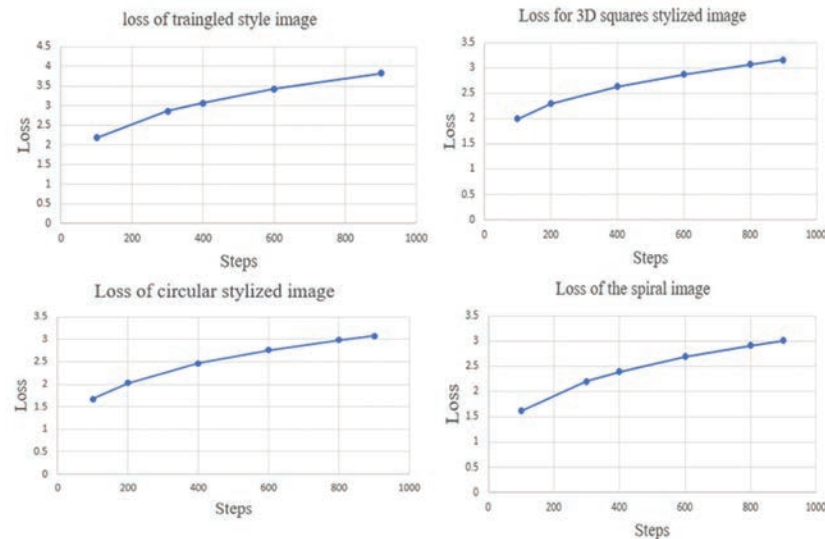 loss of traingled style image
4.5
4
3.5
3
2.5
2
1.5
1
0.5
0
Loss
0 200 400 600 800 1000
Steps
Loss for 3D squares stylized image
3.5
3
2.5
2
1.5
1
0.5
0
Loss
0 200 400 600 800 1000
Steps
Loss of circular stylized image
3.5
3
2.5
2
1.5
1
0.5
0
Loss
0 200 400 600 800 1000
Steps
Loss of the spiral image
3.5
3
2.5
2
1.5
1
0.5
0
Loss
0 200 400 600 800 1000
Steps